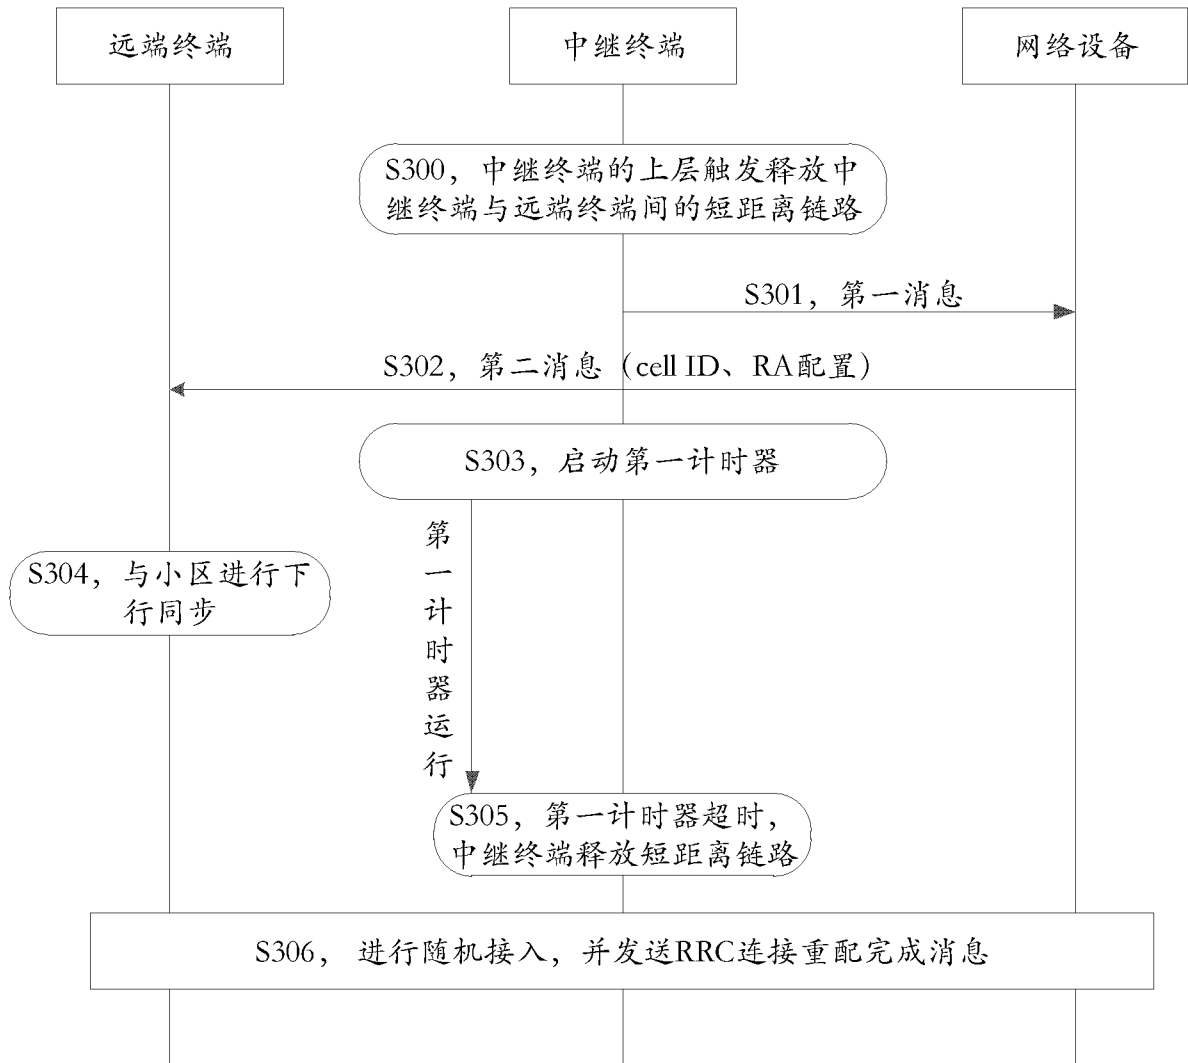 远端终端
中继终端
网络设备
S300，中继终端的上层触发释放中
继终端与远端终端间的短距离链路
S301，第一消息
S302，第二消息（cell ID、RA配置）
S303，启动第一计时器
第一计时器运行
S304，与小区进行下
行同步
S305，第一计时器超时，
中继终端释放短距离链路
S306， 进行随机接入，并发送RRC连接重配完成消息